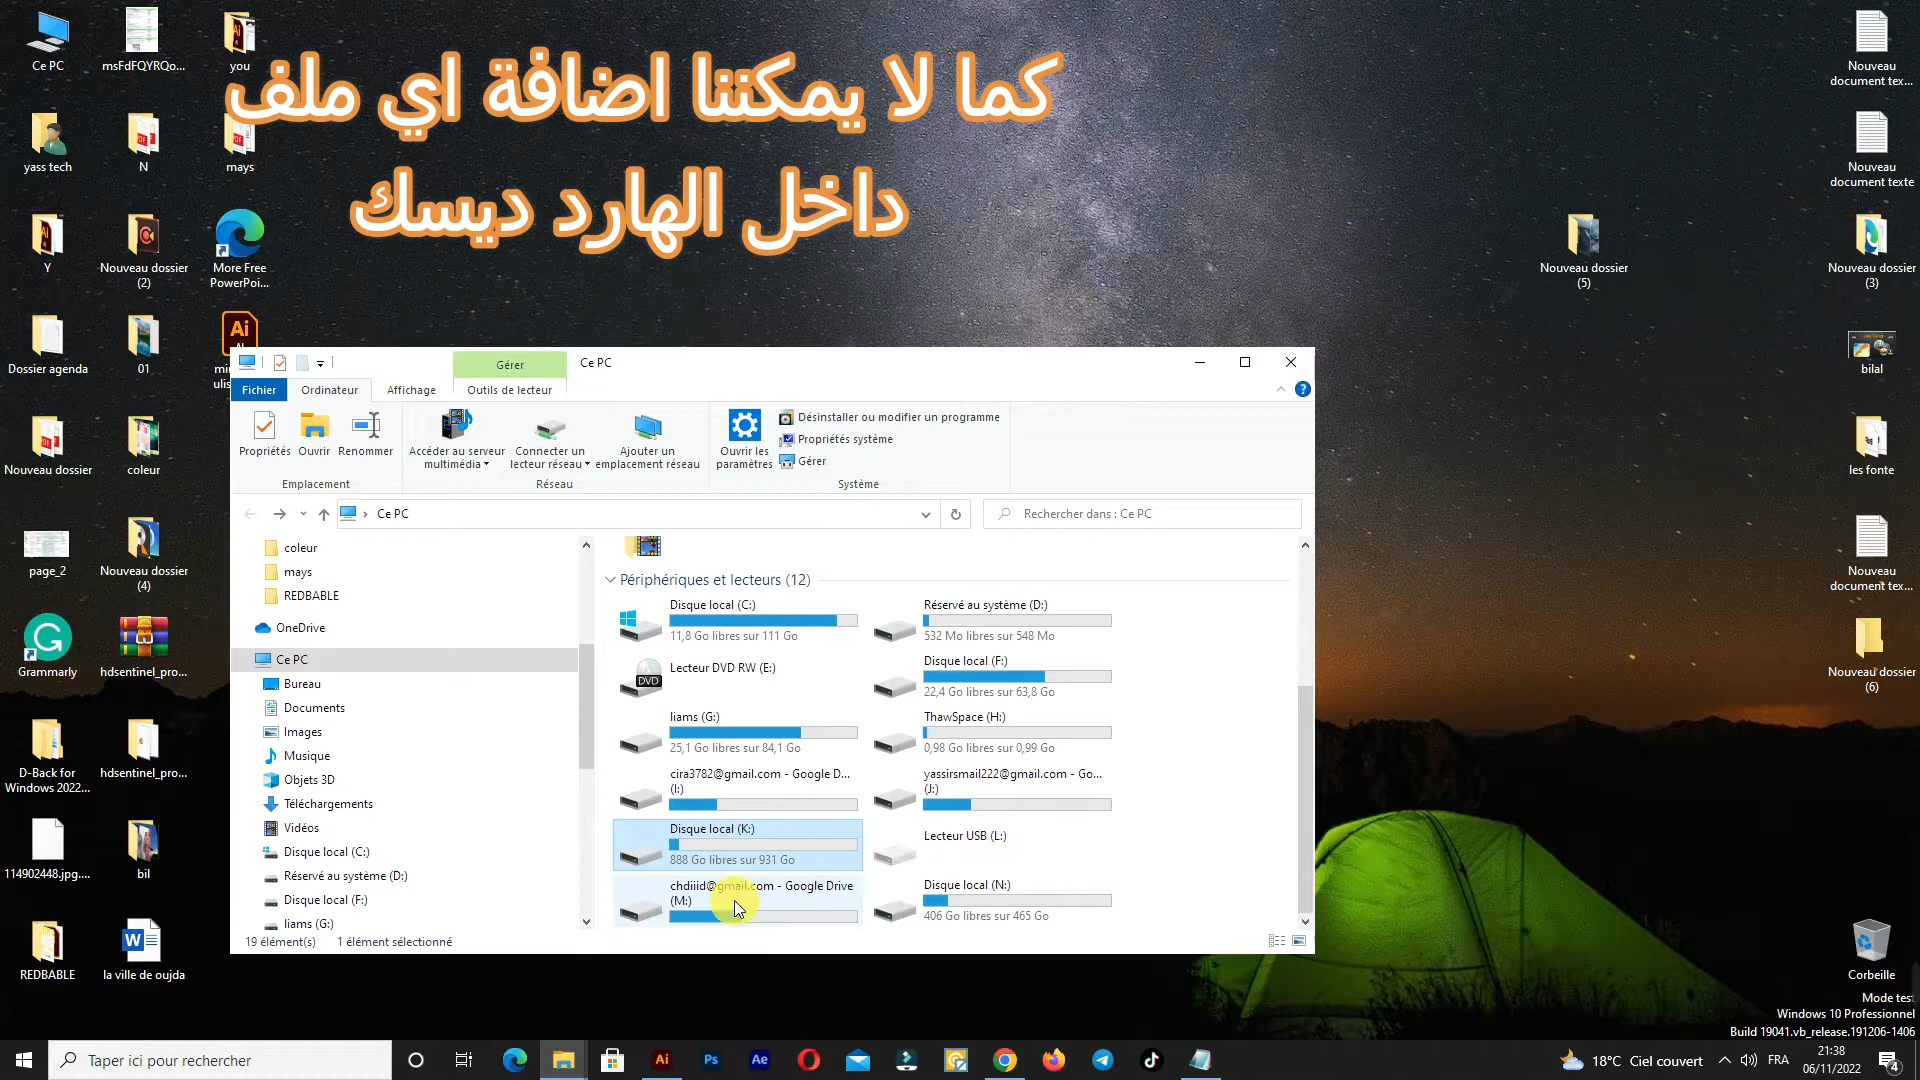 كما لا يمكننا اضافة اي ملف
داخل الهارد ديسك
Ce PC
msFdFQYRQo...
you
yass tech
N
mays
Y
Nouveau dossier
(2)
More Free
PowerPoi...
Dossier agenda
01
Nouveau dossier
coleur
page_2
Nouveau dossier
(4)
Grammarly
hdsentinel_pro...
D-Back for
Windows 2022...
hdsentinel_pro...
114902448.jpg....
bil
REDBABLE
la ville de oujda
Nouveau
document tex...
Nouveau
document texte
Nouveau dossier
(5)
Nouveau dossier
(3)
bilal
les fonte
Nouveau
document tex...
Nouveau dossier
(6)
Corbeille
Gérer
Ce PC
Fichier
Ordinateur
Affichage
Outils de lecteur
Propriétés
Ouvrir
Renommer
Accéder au serveur
multimédia
Connecter un
lecteur réseau
Ajouter un
emplacement réseau
Ouvrir les
paramètres
Désinstaller ou modifier un programme
Propriétés système
Gérer
Emplacement
Réseau
Système
Ce PC
Rechercher dans : Ce PC
coleur
mays
REDBABLE
OneDrive
Ce PC
Bureau
Documents
Images
Musique
Objets 3D
Téléchargements
Vidéos
Disque local (C:)
Réservé au système (D:)
Disque local (F:)
liams (G:)
Périphériques et lecteurs (12)
Disque local (C:)
11,8 Go libres sur 111 Go
Réservé au système (D:)
532 Mo libres sur 548 Mo
Lecteur DVD RW (E:)
DVD
Disque local (F:)
22,4 Go libres sur 63,8 Go
liams (G:)
25,1 Go libres sur 84,1 Go
ThawSpace (H:)
0,98 Go libres sur 0,99 Go
cira3782@gmail.com - Google D...
(I:)
yassirsmail222@gmail.com - Go...
(J:)
Disque local (K:)
888 Go libres sur 931 Go
Lecteur USB (L:)
chdiiid@gmail.com - Google Drive
(M:)
Disque local (N:)
406 Go libres sur 465 Go
19 élément(s)
1 élément sélectionné
Mode test
Windows 10 Professionnel
Build 19041.vb_release.191206-1406
Taper ici pour rechercher
Ai
Ps
Ae
18°C Ciel couvert
FRA
21:38
06/11/2022
4